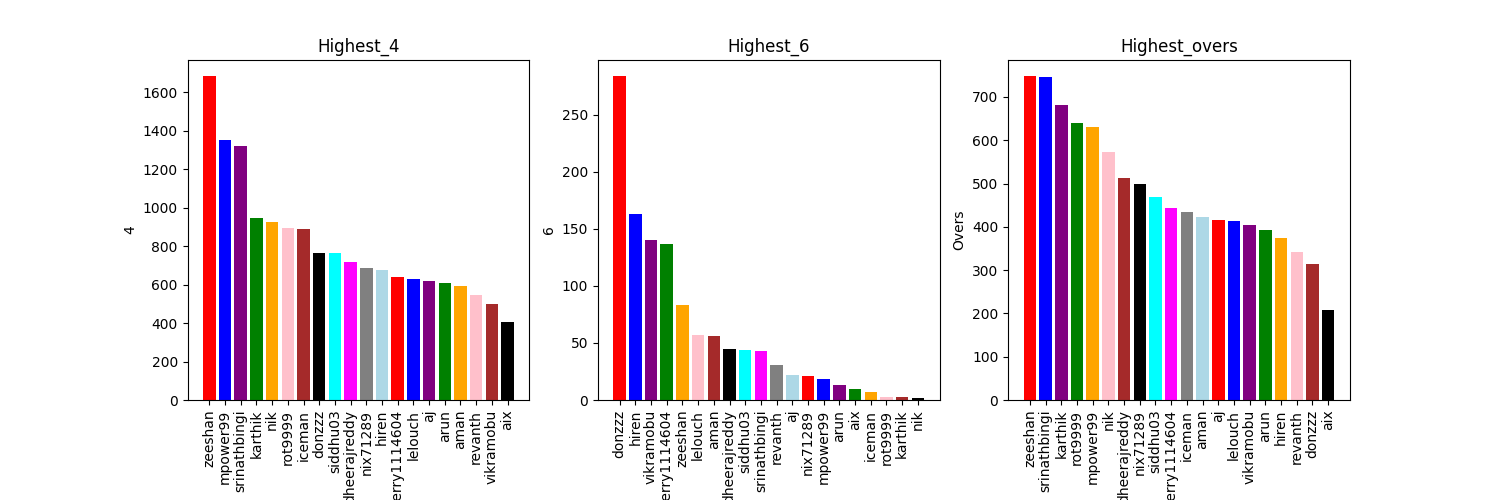 Highest_4
1600
1400
1200
1000
800
600
400
200
0
4
zeeshan
mpower99
srinathbingi
karthik
nik
rot9999
iceman
donzzz
siddhu03
dheerajreddy
nix71289
hiren
erry1114604
lelouch
aj
arun
aman
revanth
vikramobu
aix
Highest_6
250
200
150
100
50
0
6
donzzz
hiren
vikramobu
erry1114604
zeeshan
lelouch
aman
dheerajreddy
siddhu03
srinathbingi
revanth
aj
nix71289
mpower99
arun
aix
iceman
rot9999
karthik
nik
Highest_overs
700
600
500
400
300
200
100
0
Overs
zeeshan
srinathbingi
karthik
rot9999
mpower99
nik
dheerajreddy
nix71289
siddhu03
erry1114604
iceman
aman
aj
lelouch
vikramobu
arun
hiren
revanth
donzzz
aix